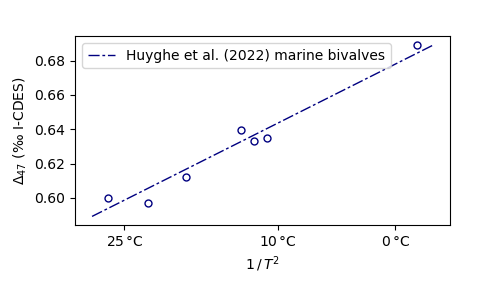 Huyghe et al. (2022) marine bivalves
0.68
0.66
0.64
0.62
0.60
Δ47 (‰ I-CDES)
25 °C 10 °C 0 °C
1 / T²